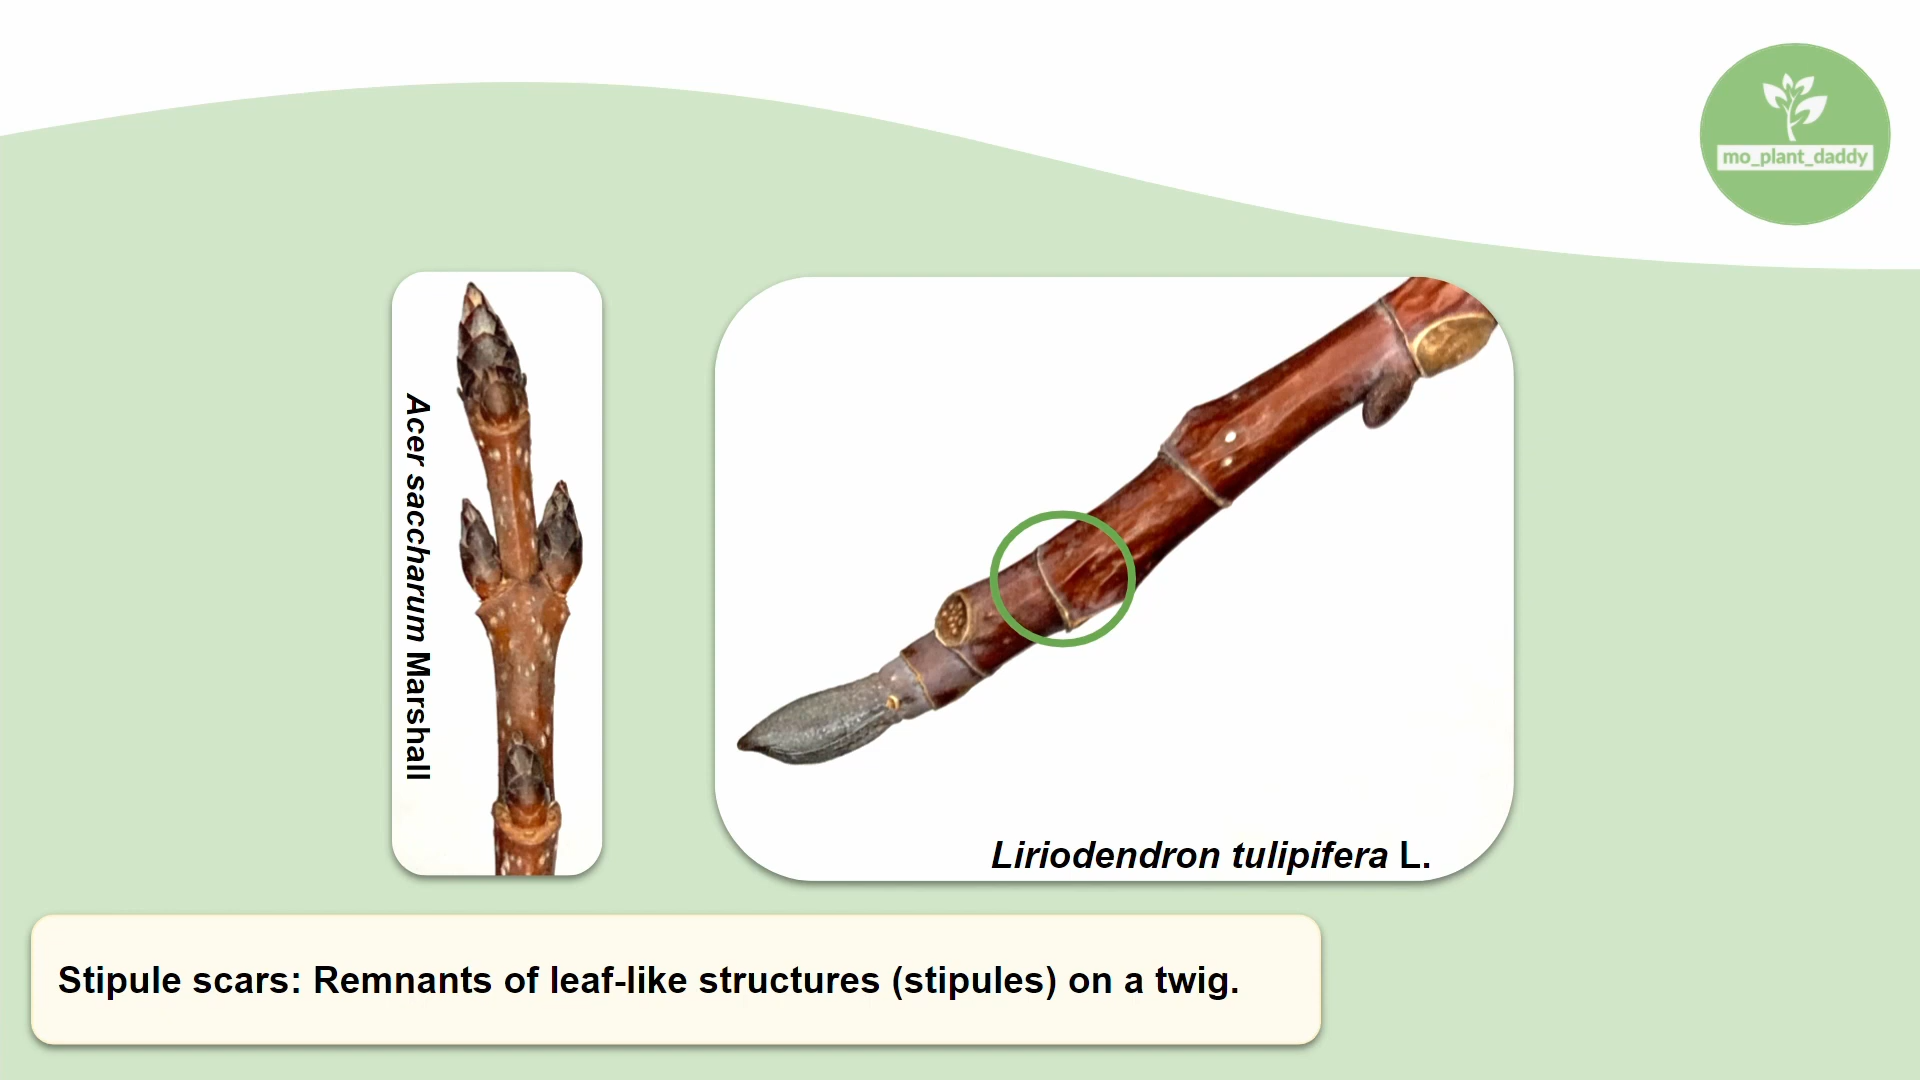 mo_plant_daddy
Acer saccharum Marshall
Liriodendron tulipifera L.
Stipule scars: Remnants of leaf-like structures (stipules) on a twig.